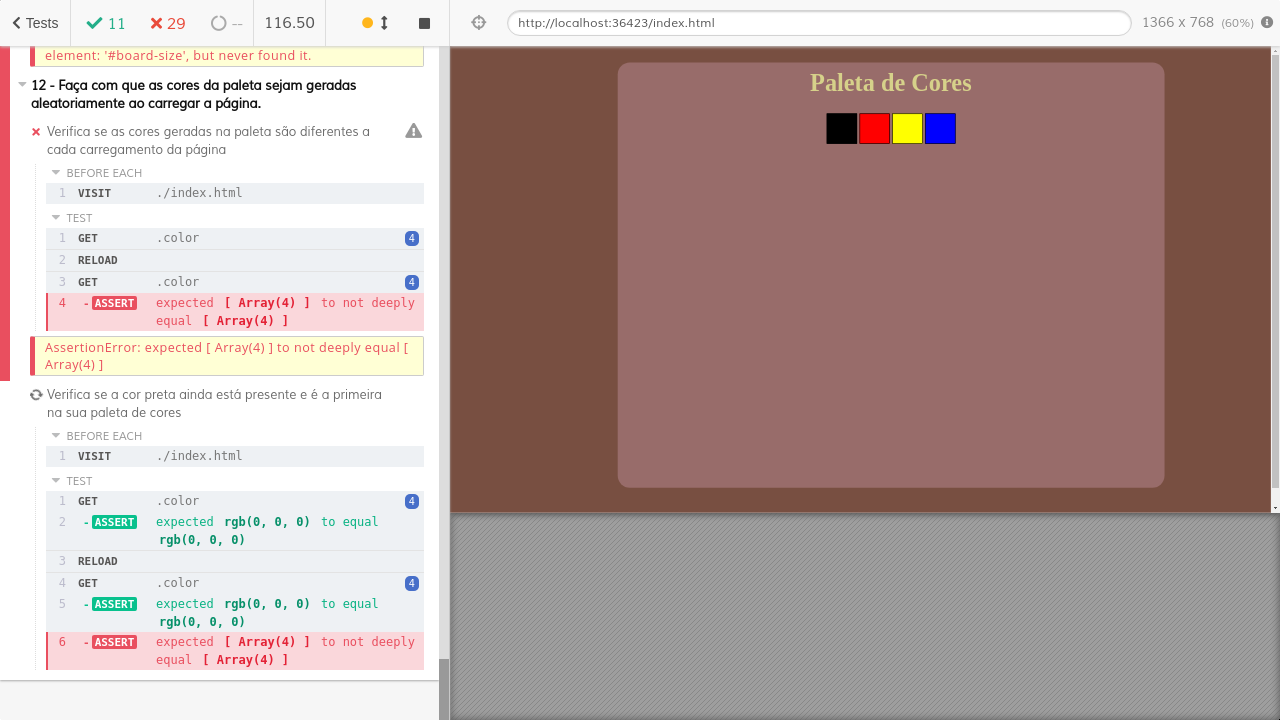 Tests
11
29
--
116.50
http://localhost:36423/index.html
1366 x 768 (60%)
element: '#board-size', but never found it.
12 - Faça com que as cores da paleta sejam geradas
aleatoriamente ao carregar a página.
Verifica se as cores geradas na paleta são diferentes a
cada carregamento da página
BEFORE EACH
1 VISIT ./index.html
TEST
1 GET .color 4
2 RELOAD
3 GET .color 4
4 -ASSERT expected [ Array(4) ] to not deeply
equal [ Array(4) ]
AssertionError: expected [ Array(4) ] to not deeply equal [
Array(4) ]
Verifica se a cor preta ainda está presente e é a primeira
na sua paleta de cores
BEFORE EACH
1 VISIT ./index.html
TEST
1 GET .color 4
2 -ASSERT expected rgb(0, 0, 0) to equal
rgb(0, 0, 0)
3 RELOAD
4 GET .color 4
5 -ASSERT expected rgb(0, 0, 0) to equal
rgb(0, 0, 0)
6 -ASSERT expected [ Array(4) ] to not deeply
equal [ Array(4) ]
Paleta de Cores